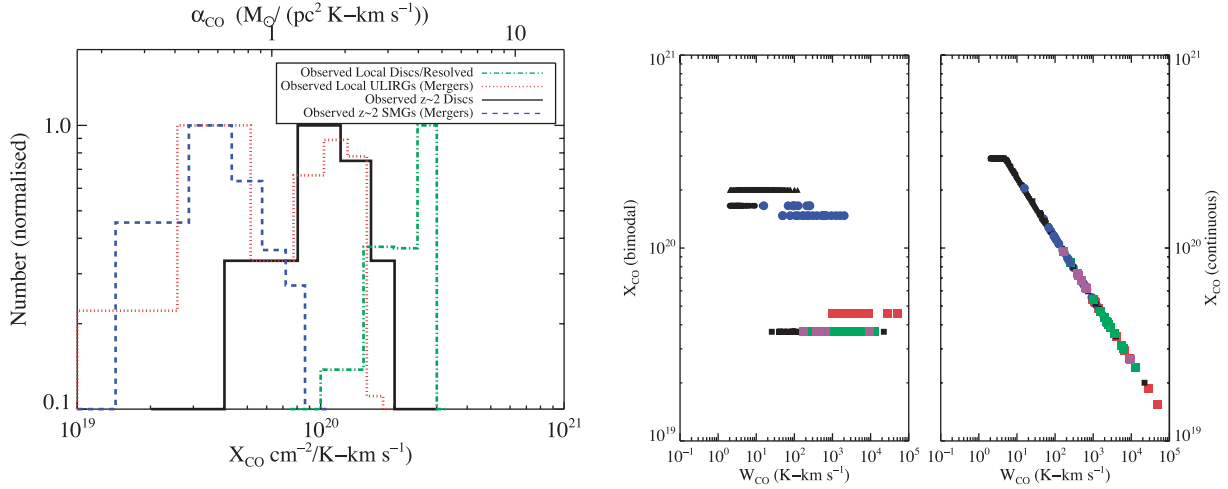 α_CO (M_☉/ (pc² K−km s⁻¹)
1
10
Number (normalised)
1.0
0.1
Observed Local Discs/Resolved
Observed Local ULIRGs (Mergers)
Observed z~2 Discs
Observed z~2 SMGs (Mergers)
10¹⁹
10²⁰
10²¹
X_CO cm⁻²/K−km s⁻¹)
X_CO (bimodal)
10²¹
10²⁰
10¹⁹
10⁻¹ 10⁰ 10¹ 10² 10³ 10⁴ 10⁵
W_CO (K−km s⁻¹)
10⁻¹ 10⁰ 10¹ 10² 10³ 10⁴ 10⁵
W_CO (K−km s⁻¹)
10²¹
10²⁰
10¹⁹
X_CO (continuous)